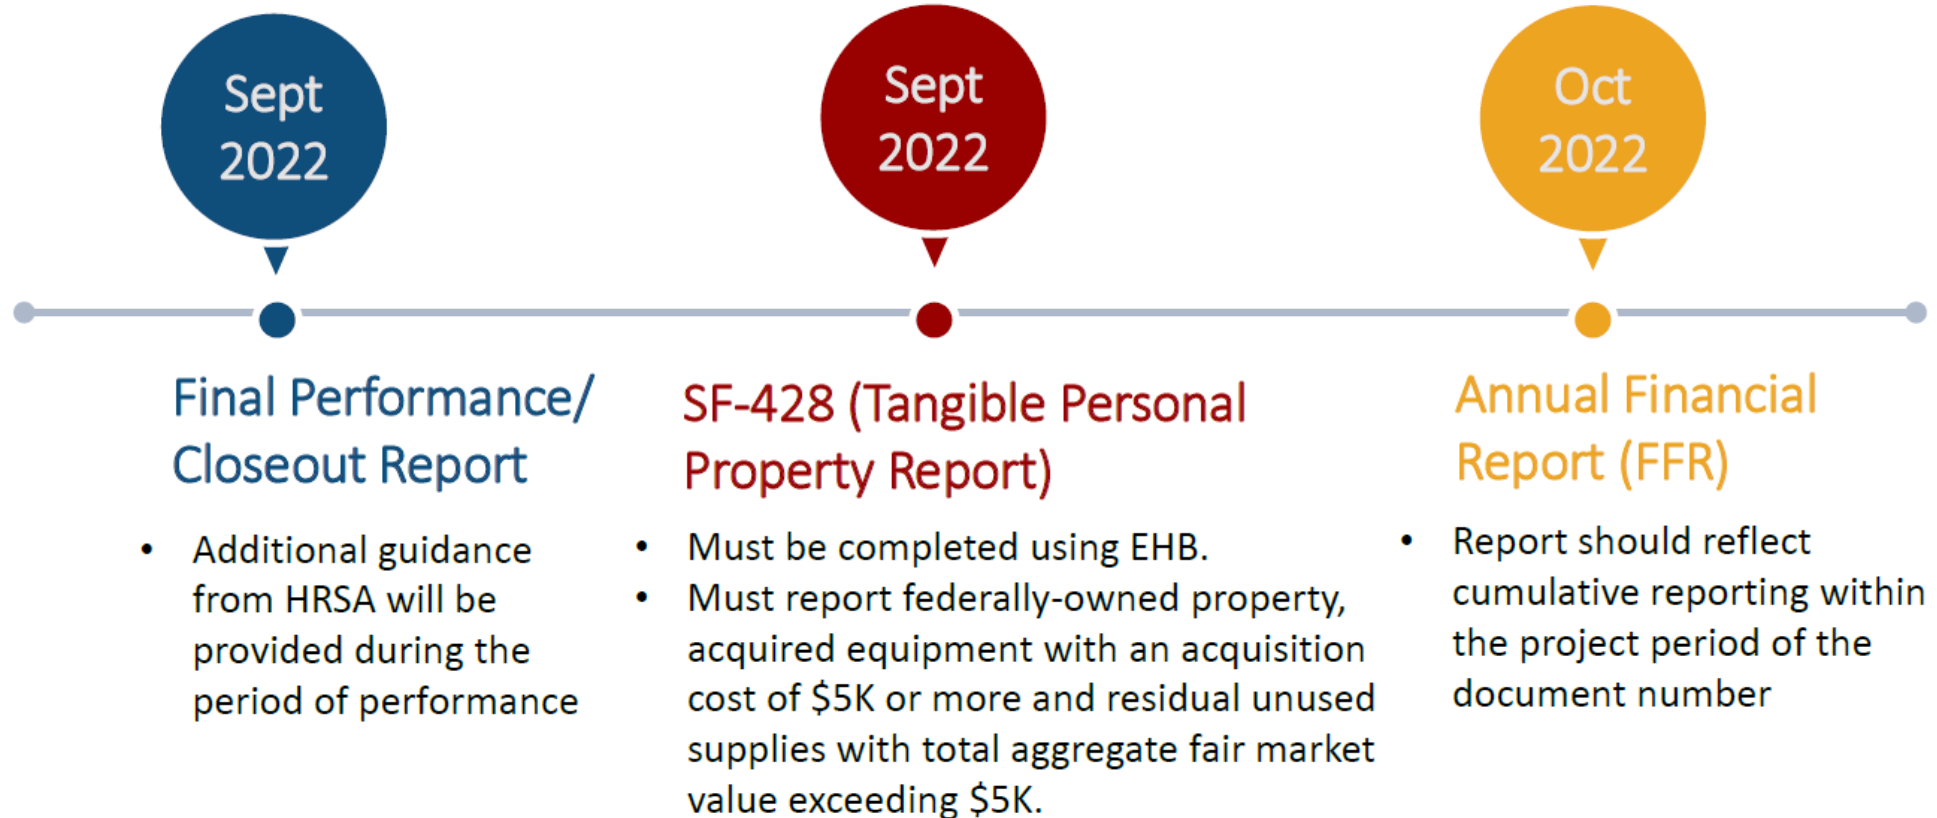 Sept
2022
Final Performance/
Closeout Report
• Additional guidance
from HRSA will be
provided during the
period of performance
Sept
2022
SF-428 (Tangible Personal
Property Report)
• Must be completed using EHB.
• Must report federally-owned property,
acquired equipment with an acquisition
cost of $5K or more and residual unused
supplies with total aggregate fair market
value exceeding $5K.
Oct
2022
Annual Financial
Report (FFR)
• Report should reflect
cumulative reporting within
the project period of the
document number